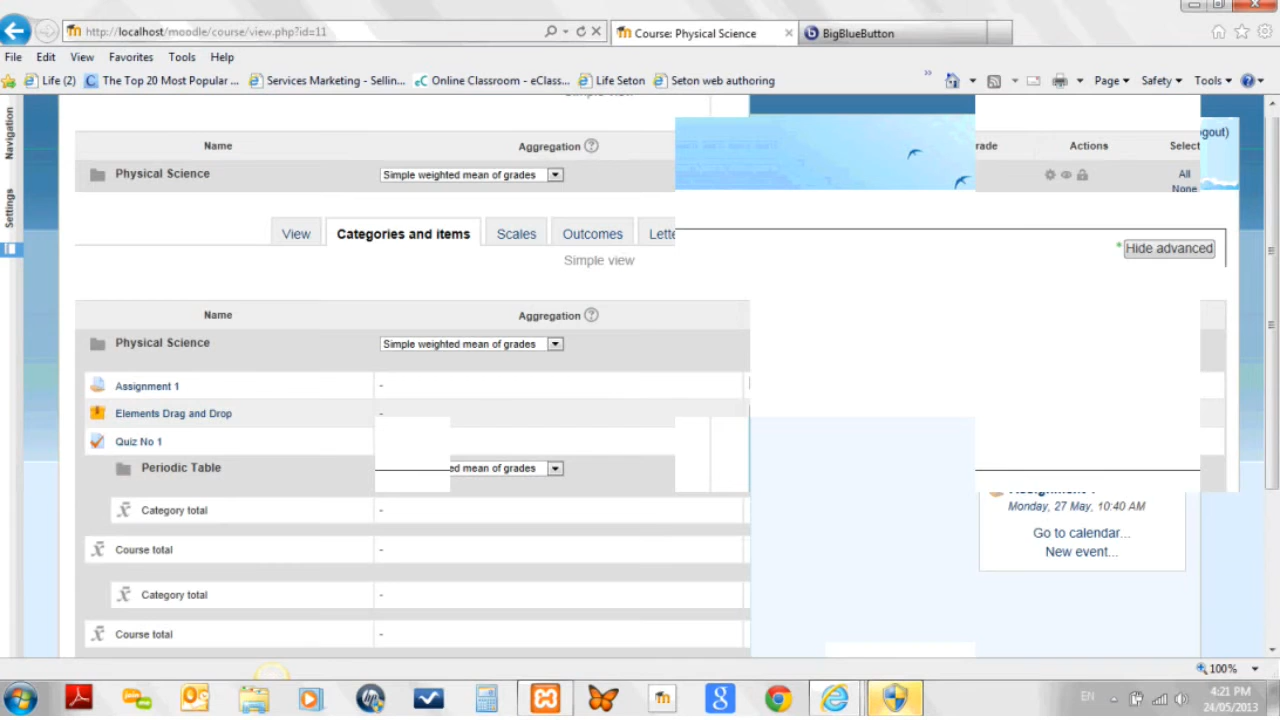 http://localhost/moodle/course/view.php?id=11
Course: Physical Science
BigBlueButton
File Edit View Favorites Tools Help
Life (2) The Top 20 Most Popular ... Services Marketing - Sellin... Online Classroom - eClass... Life Seton Seton web authoring
Page Safety Tools
Navigation
Settings
gout)
Name Aggregation rade Actions Select
Physical Science Simple weighted mean of grades All
None
View Categories and items Scales Outcomes Lette
Hide advanced
Simple view
Name Aggregation
Physical Science Simple weighted mean of grades
Assignment 1 -
Elements Drag and Drop -
Quiz No 1
Periodic Table ed mean of grades
Monday, 27 May, 10:40 AM
Category total -
Go to calendar...
Course total -
New event...
Category total -
Course total -
100%
EN
4:21 PM
24/05/2013